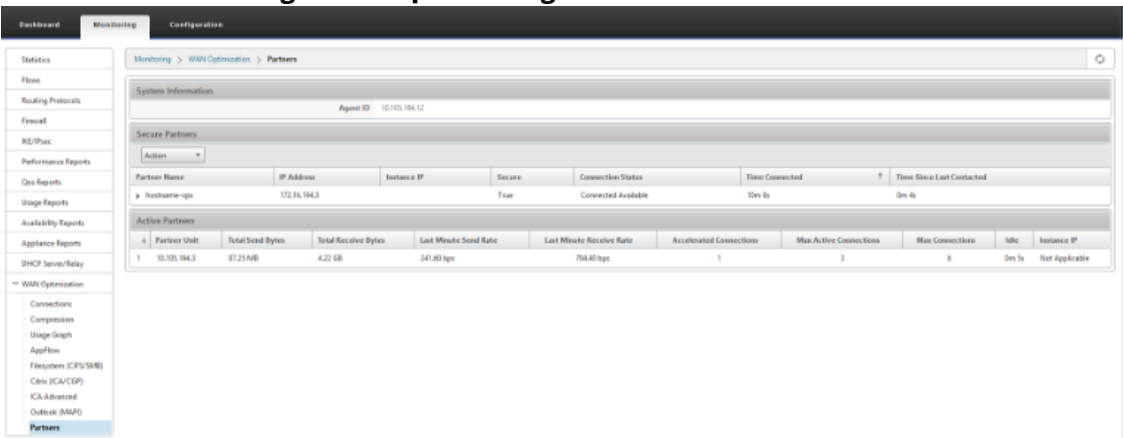 Dashboard Monitoring Configuration
Statistics
Flows
Routing Protocols
Firewall
IKE/IPsec
Performance Reports
Qos Reports
Usage Reports
Availability Reports
Appliance Reports
DHCP Server/Relay
WAN Optimization
Connections
Compression
Usage Graph
AppFlow
Filesystem (CIFS/SMB)
Citrix (ICA/CGP)
ICA Advanced
Outlook (MAPI)
Partners
Monitoring > WAN Optimization > Partners
System Information
Agent ID 10.105.194.12
Secure Partners
Action
Partner Name IP Address Instance IP Secure Connection Status Time Connected Time Since Last Contacted
hostname-vpx 172.16.194.3 True Connected Available 10m 6s 0m 4s
Active Partners
Partner Unit Total Send Bytes Total Receive Bytes Last Minute Send Rate Last Minute Receive Rate Accelerated Connections Max Active Connections Max Connections Idle Instance IP
1 10.105.194.3 87.25 MB 4.22 GB 241.60 bps 784.40 bps 1 3 6 0m 5s Not Applicable